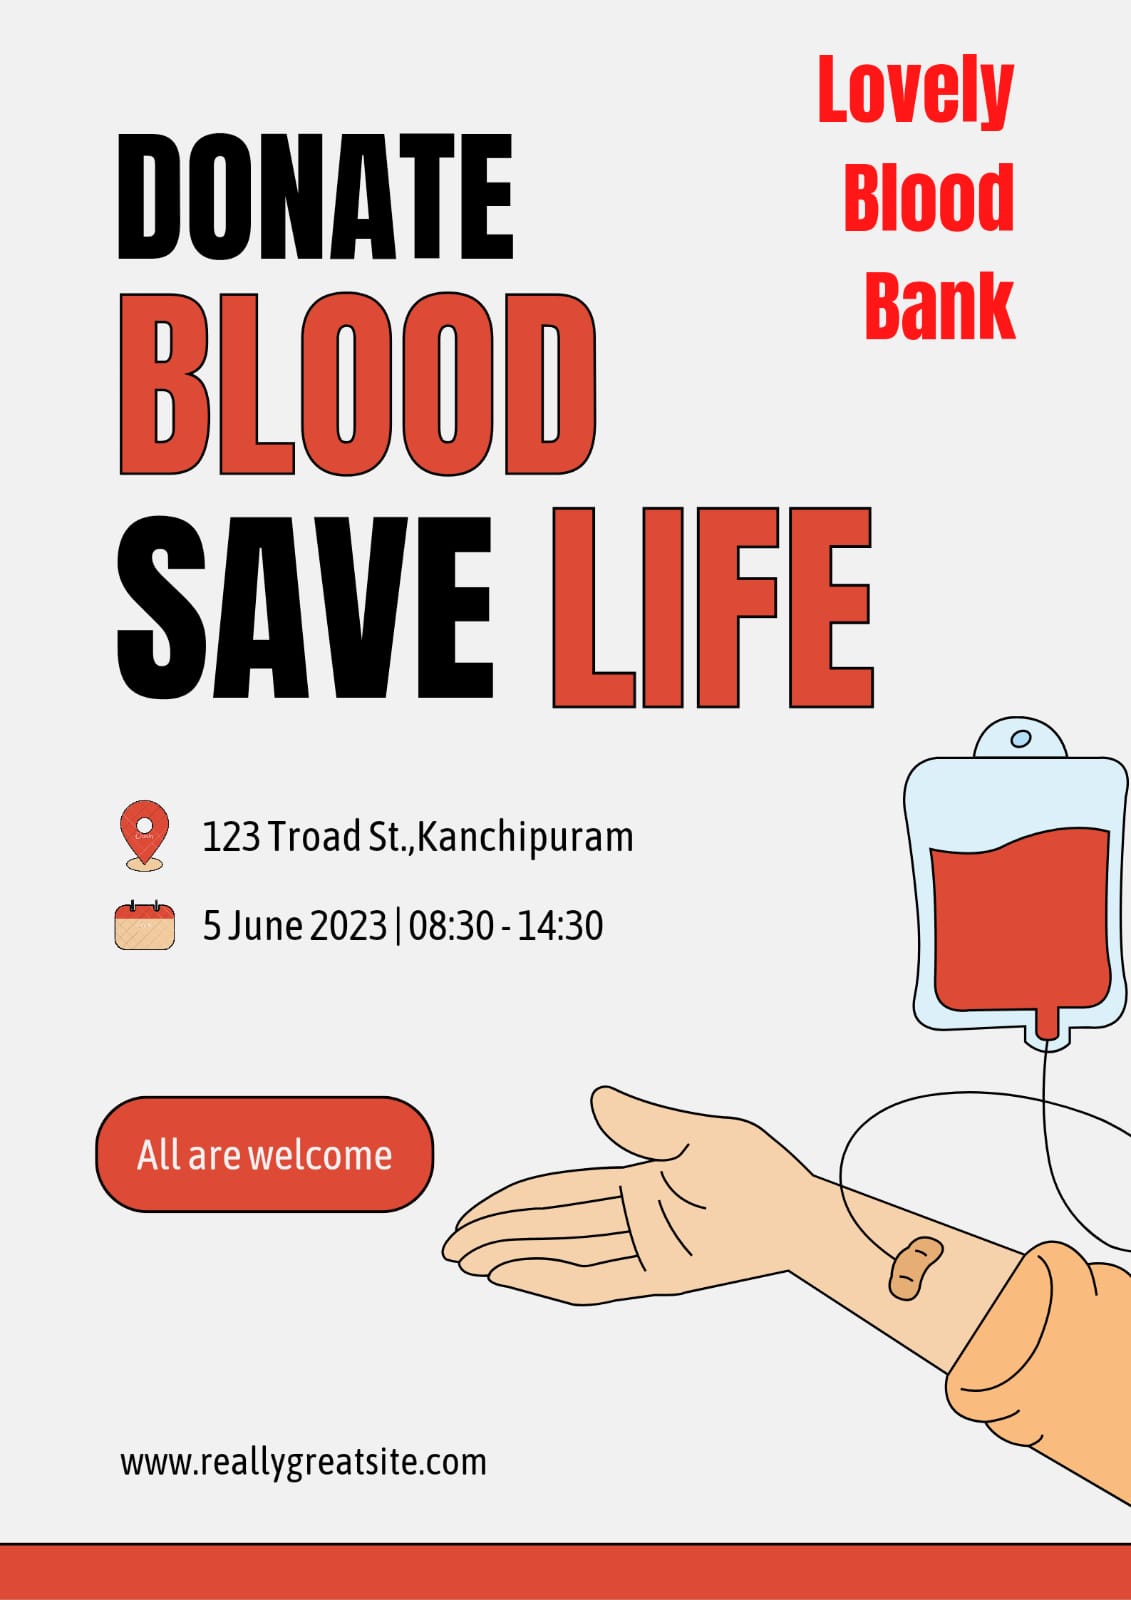 Lovely
Blood
Bank
DONATE
BLOOD
SAVE LIFE
123 Troad St.,Kanchipuram
5 June 2023 | 08:30 - 14:30
All are welcome
www.reallygreatsite.com